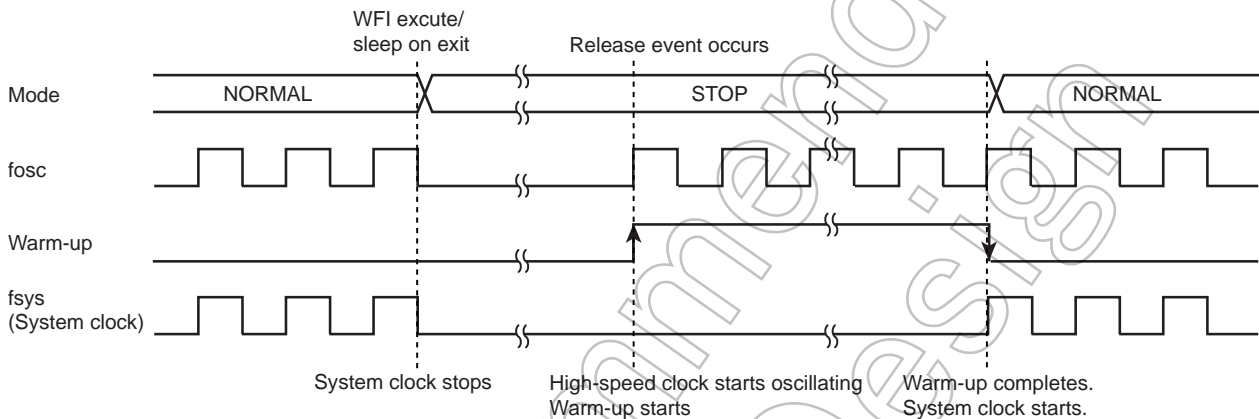 WFI excute/
sleep on exit
Release event occurs
Mode
NORMAL
STOP
NORMAL
fosc
Warm-up
fsys
(System clock)
System clock stops
High-speed clock starts oscillating
Warm-up starts
Warm-up completes.
System clock starts.